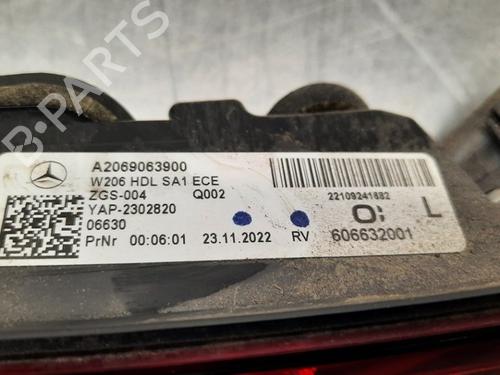 B-PARTS
A2069063900
W206 HDL SA1 ECE
ZGS-004 Q002
YAP-2302820
06630
PrNr 00:06:01 23.11.2022 RV
22109241882
O: L
606632001